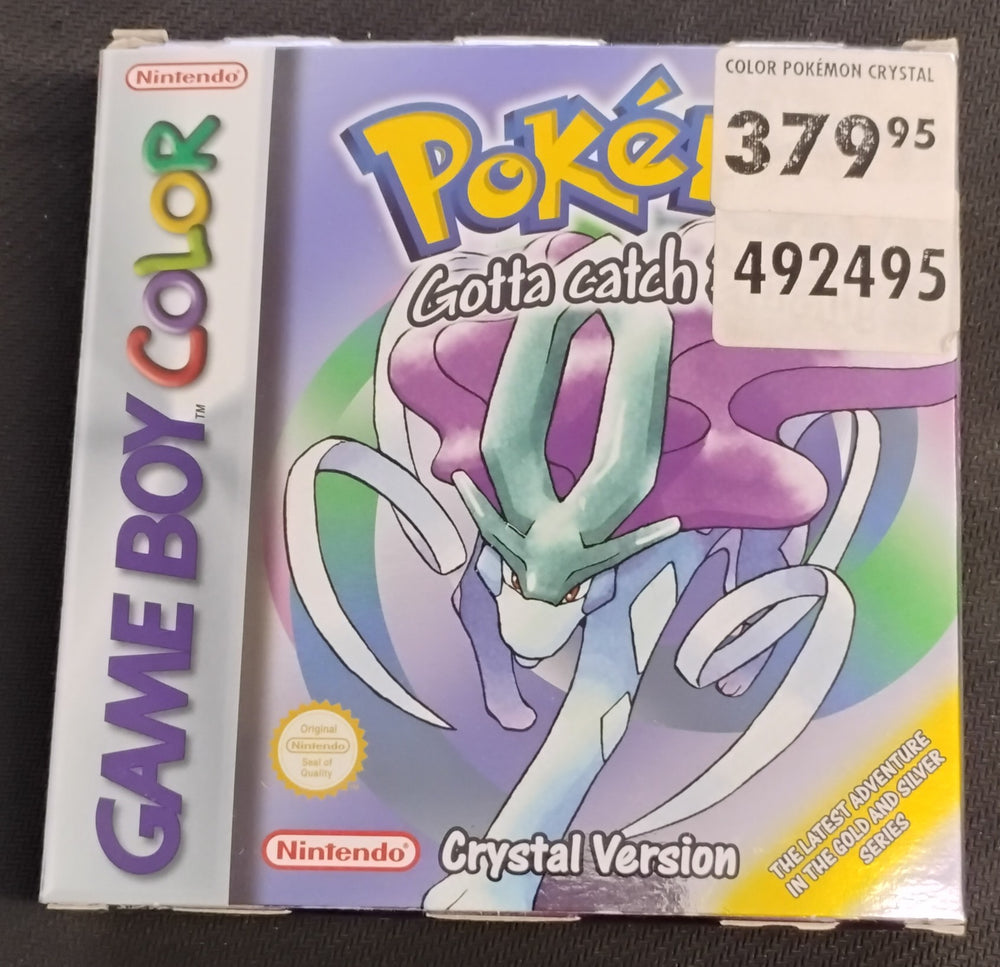 Nintendo®
GAME BOY COLOR™
COLOR POKÉMON CRYSTAL
379 95
492495
Poké
Gotta catch
Original
Nintendo
Seal of
Quality
Nintendo®
Crystal Version
THE LATEST ADVENTURE
IN THE GOLD AND SILVER
SERIES